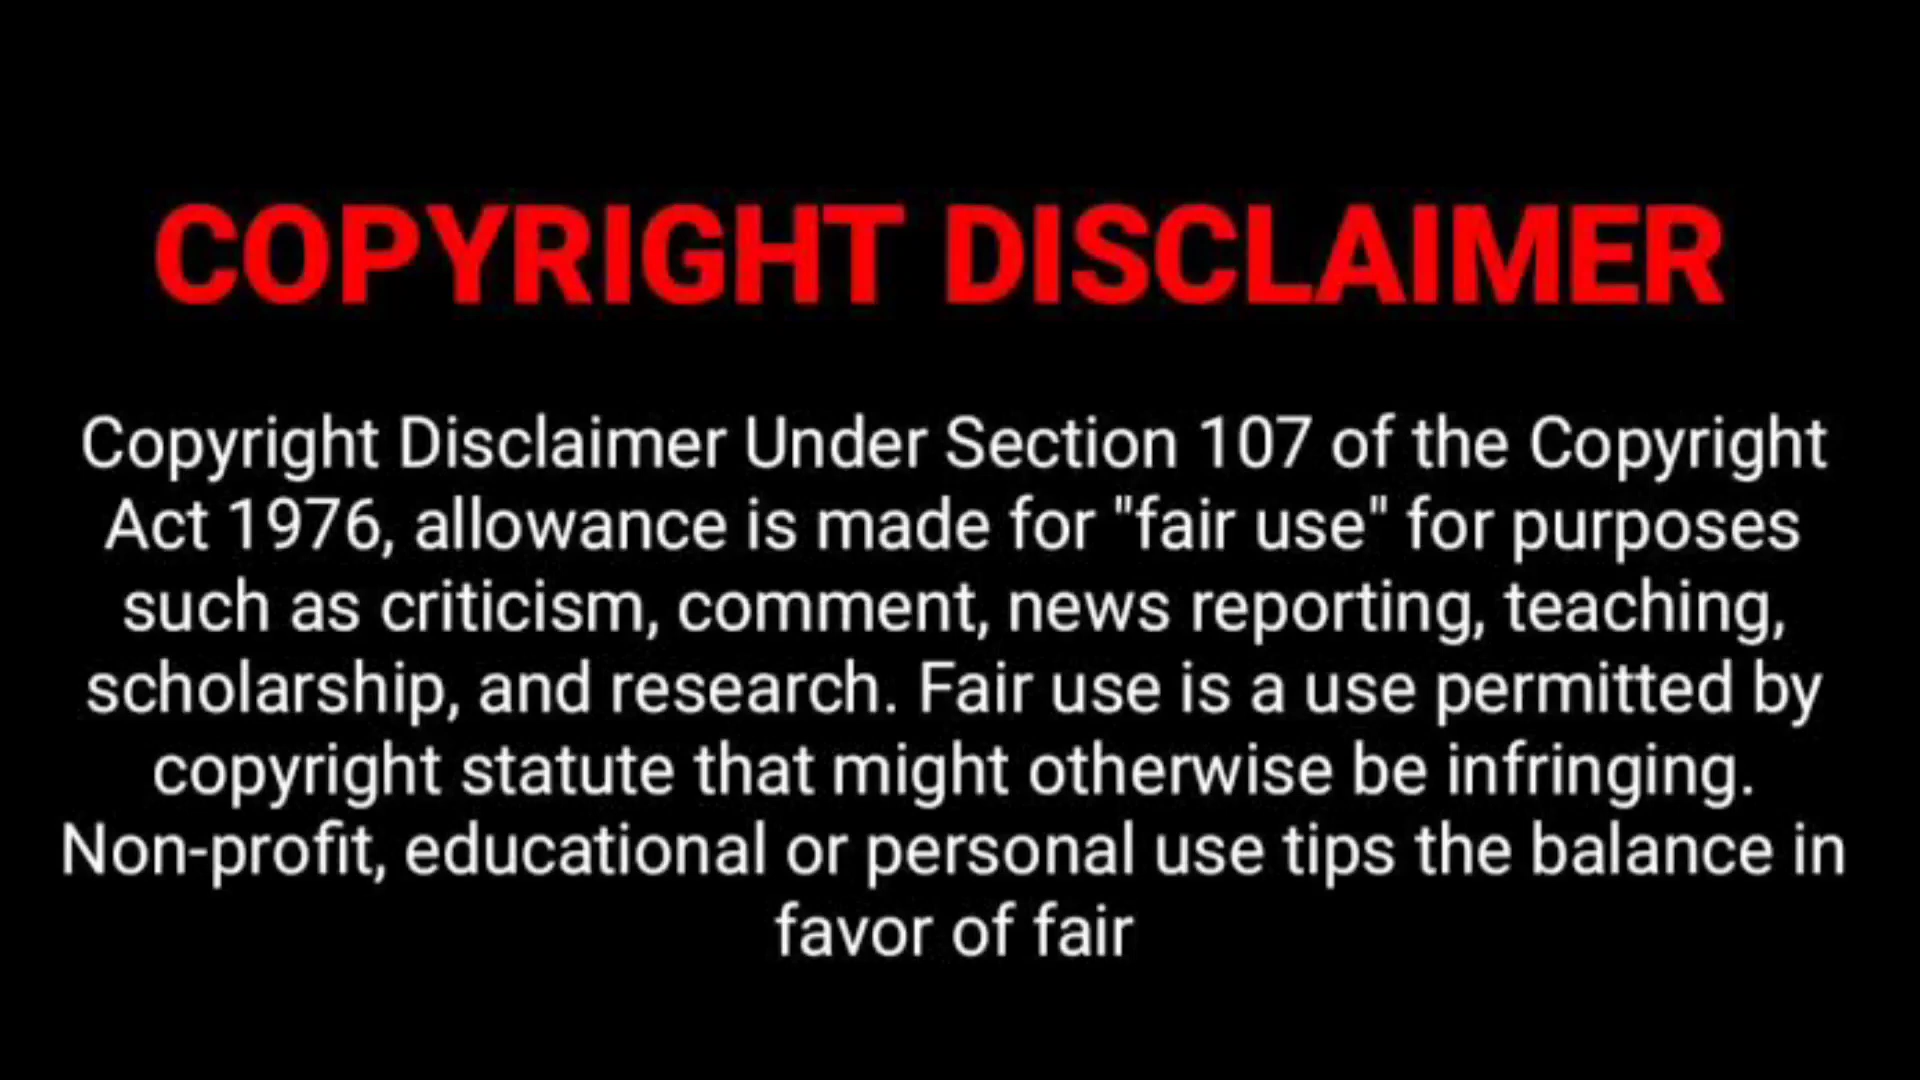 COPYRIGHT DISCLAIMER
Copyright Disclaimer Under Section 107 of the Copyright
Act 1976, allowance is made for "fair use" for purposes
such as criticism, comment, news reporting, teaching,
scholarship, and research. Fair use is a use permitted by
copyright statute that might otherwise be infringing.
Non-profit, educational or personal use tips the balance in
favor of fair